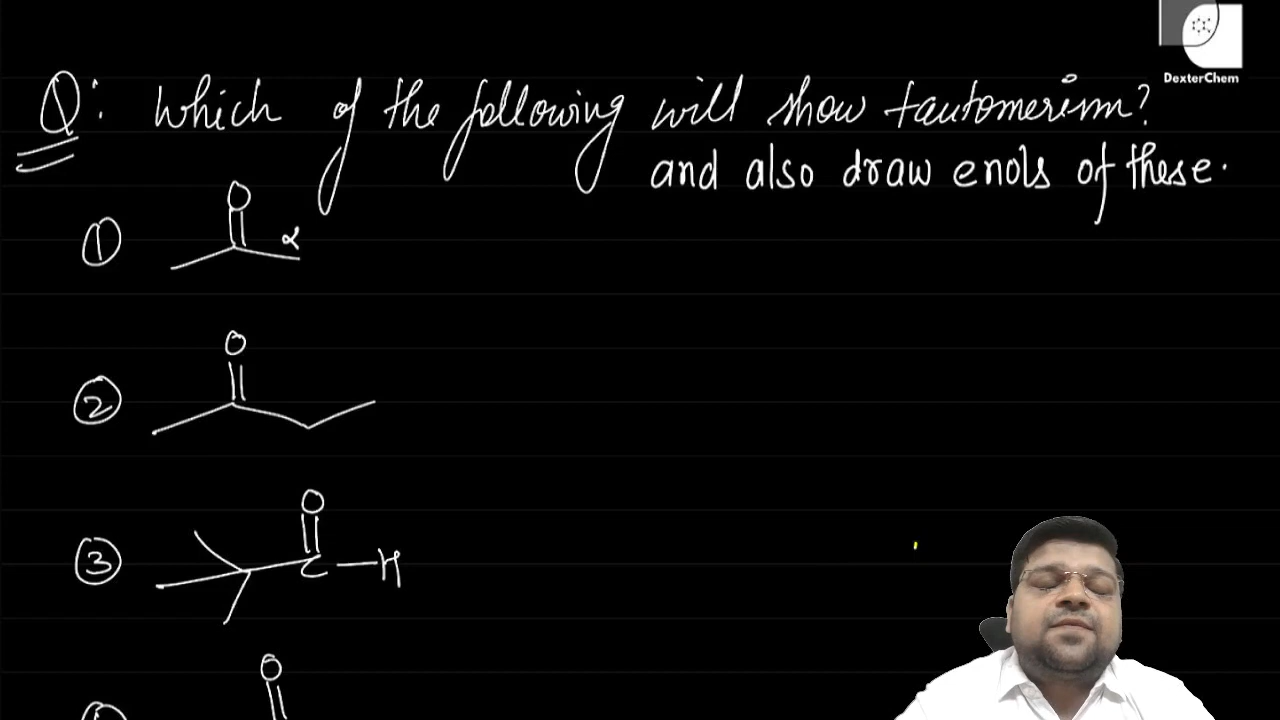 DexterChem
Q: Which of the following will show tautomerism?
and also draw enols of these.
① O α
② O
③ O C-H
O